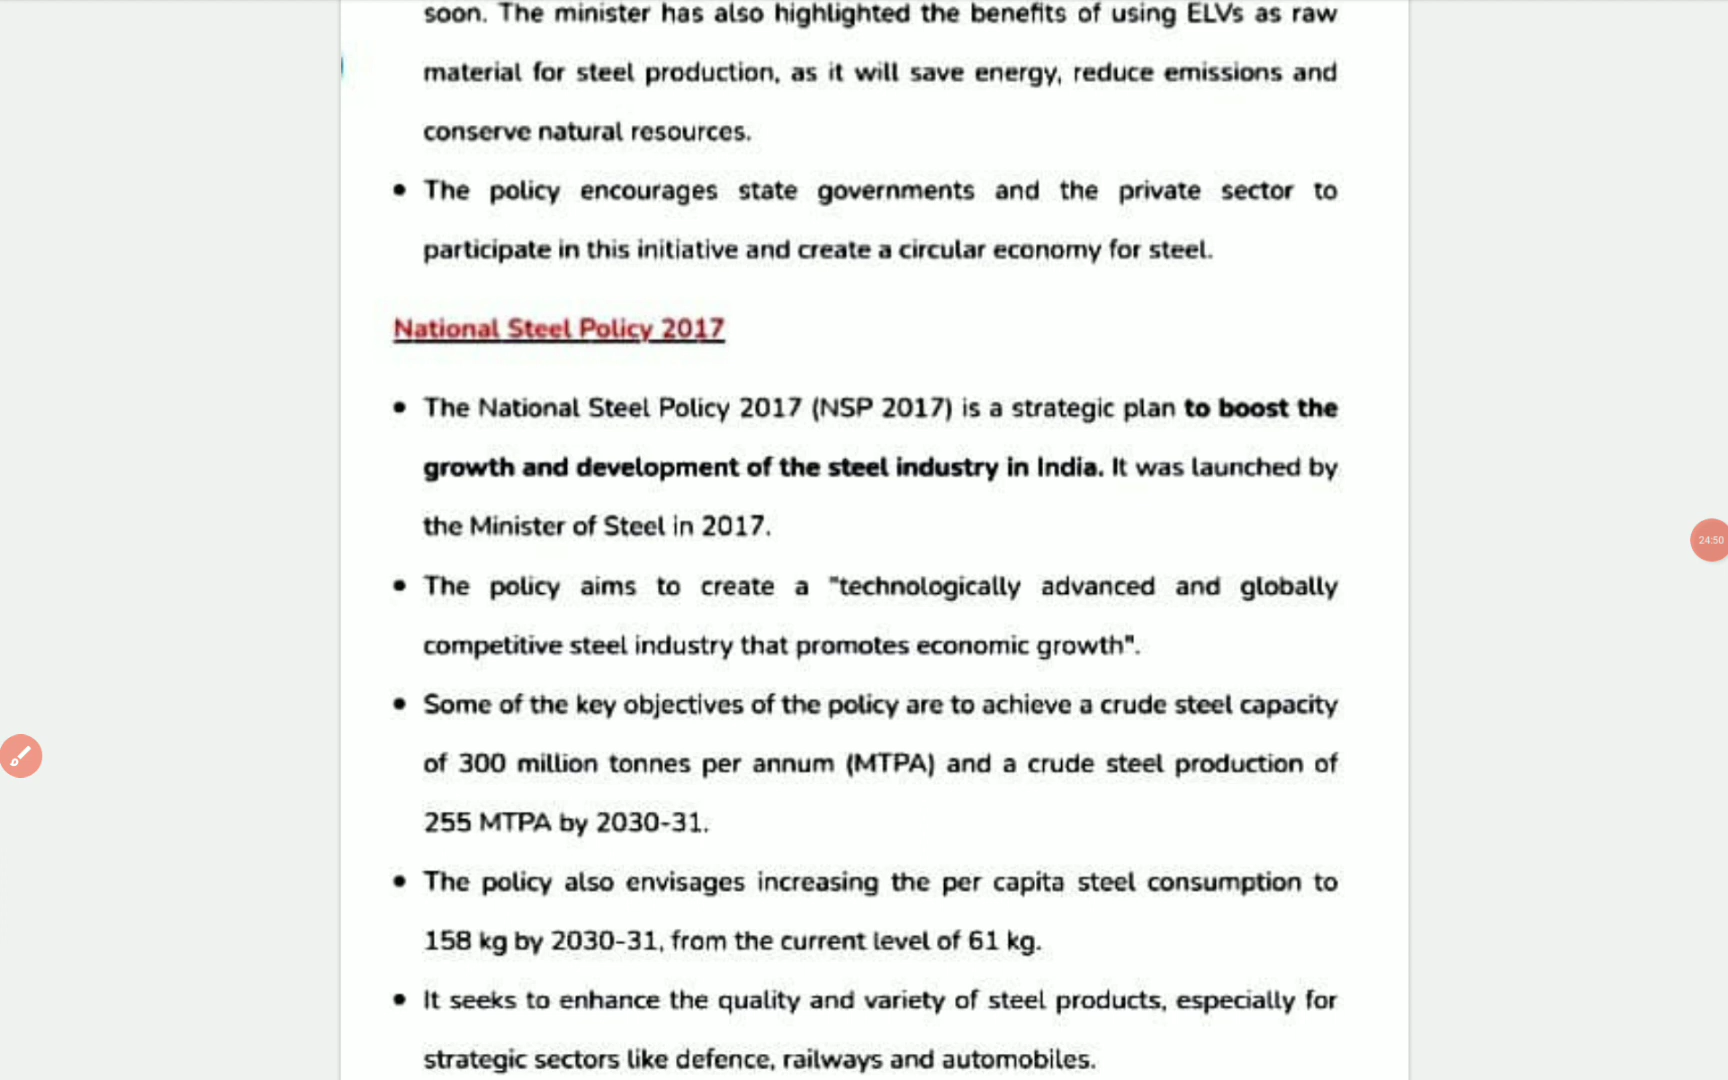 soon. The minister has also highlighted the benefits of using ELVs as raw
material for steel production, as it will save energy, reduce emissions and
conserve natural resources.
• The policy encourages state governments and the private sector to
participate in this initiative and create a circular economy for steel.
National Steel Policy 2017
• The National Steel Policy 2017 (NSP 2017) is a strategic plan to boost the
growth and development of the steel industry in India. It was launched by
the Minister of Steel in 2017.
• The policy aims to create a "technologically advanced and globally
competitive steel industry that promotes economic growth".
• Some of the key objectives of the policy are to achieve a crude steel capacity
of 300 million tonnes per annum (MTPA) and a crude steel production of
255 MTPA by 2030-31.
• The policy also envisages increasing the per capita steel consumption to
158 kg by 2030-31, from the current level of 61 kg.
• It seeks to enhance the quality and variety of steel products, especially for
strategic sectors like defence, railways and automobiles.
24:50